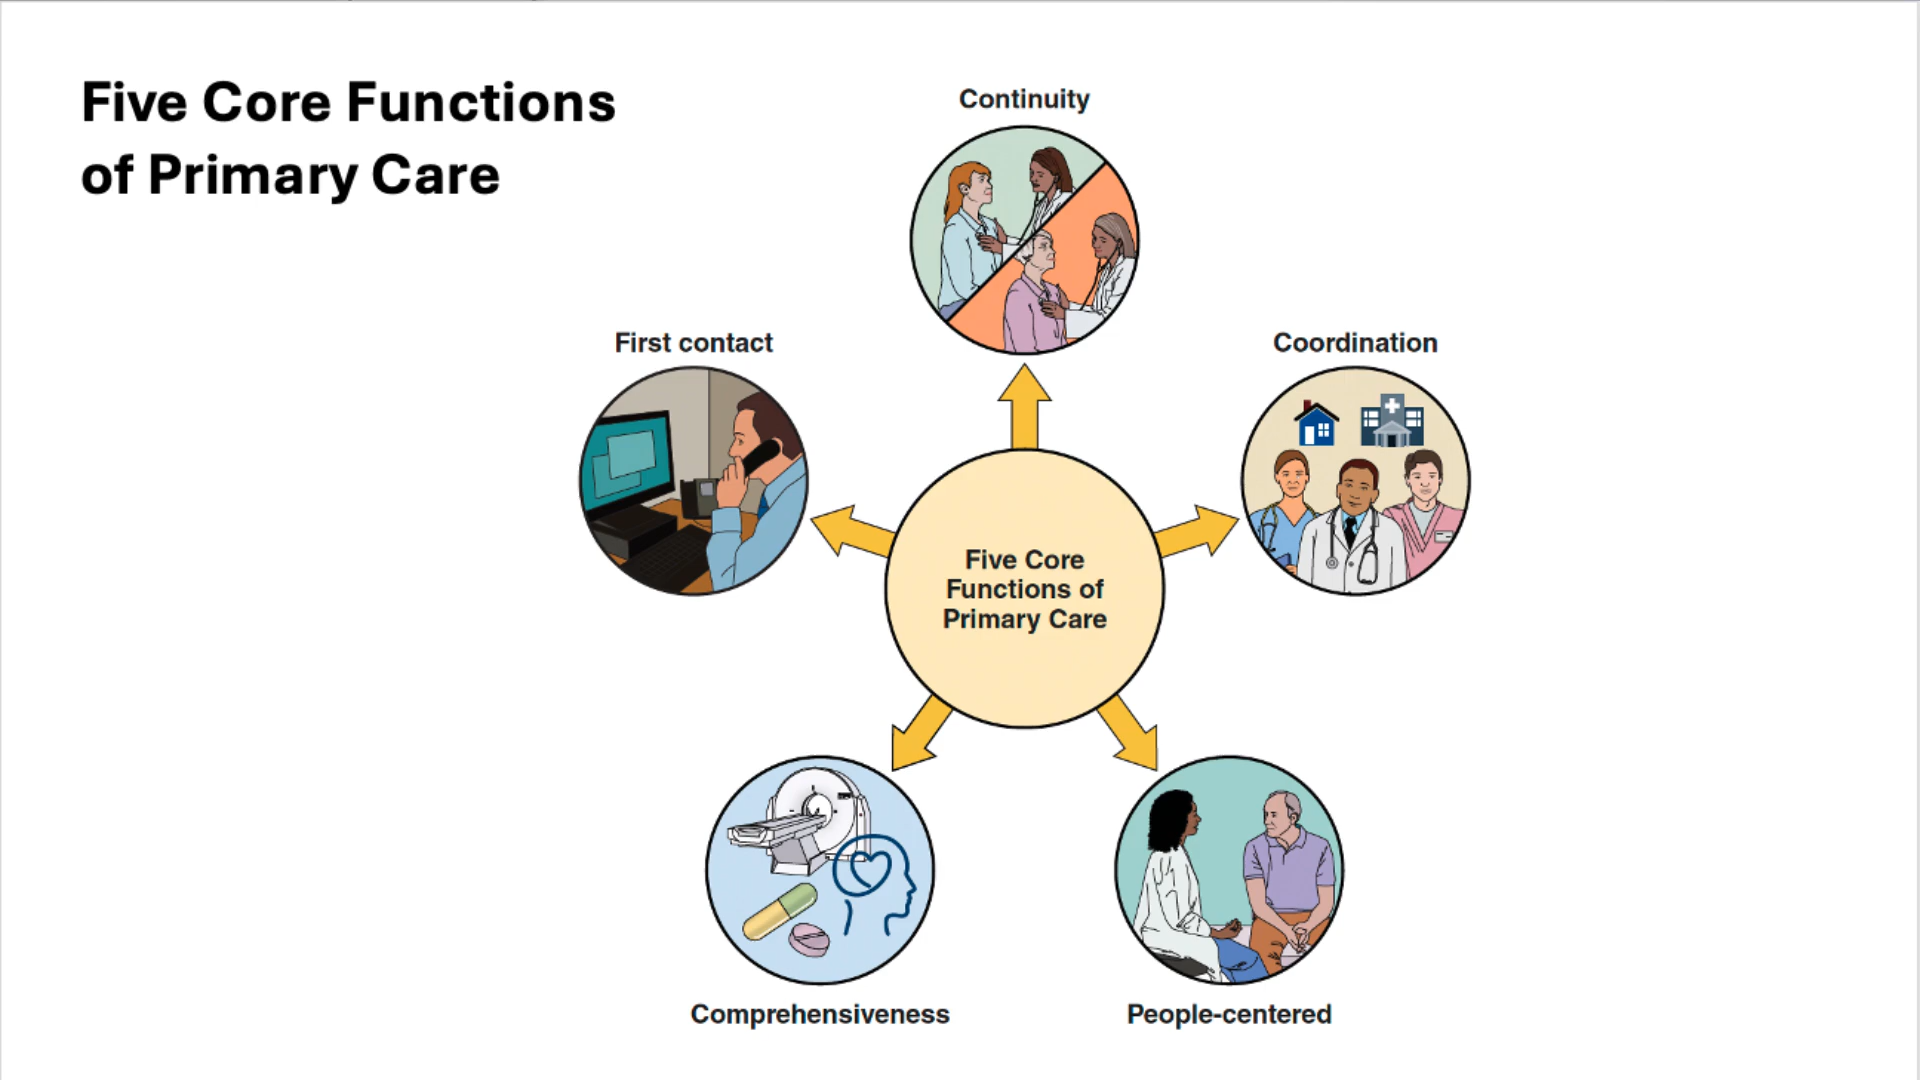 Five Core Functions
of Primary Care
Continuity
First contact
Coordination
Five Core
Functions of
Primary Care
Comprehensiveness
People-centered